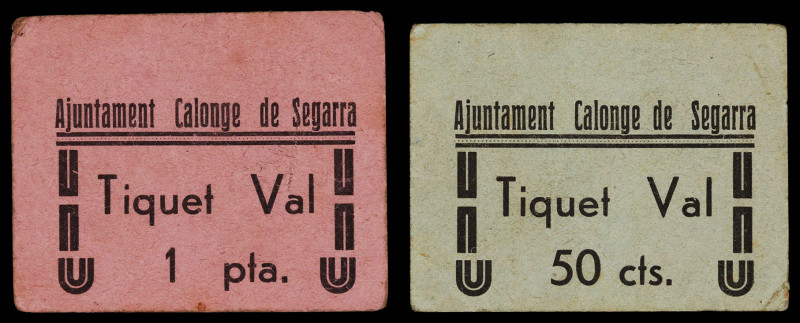 Ajuntament Calonge de Segarra
Tiquet Val
1 pta.
Ajuntament Calonge de Segarra
Tiquet Val
50 cts.